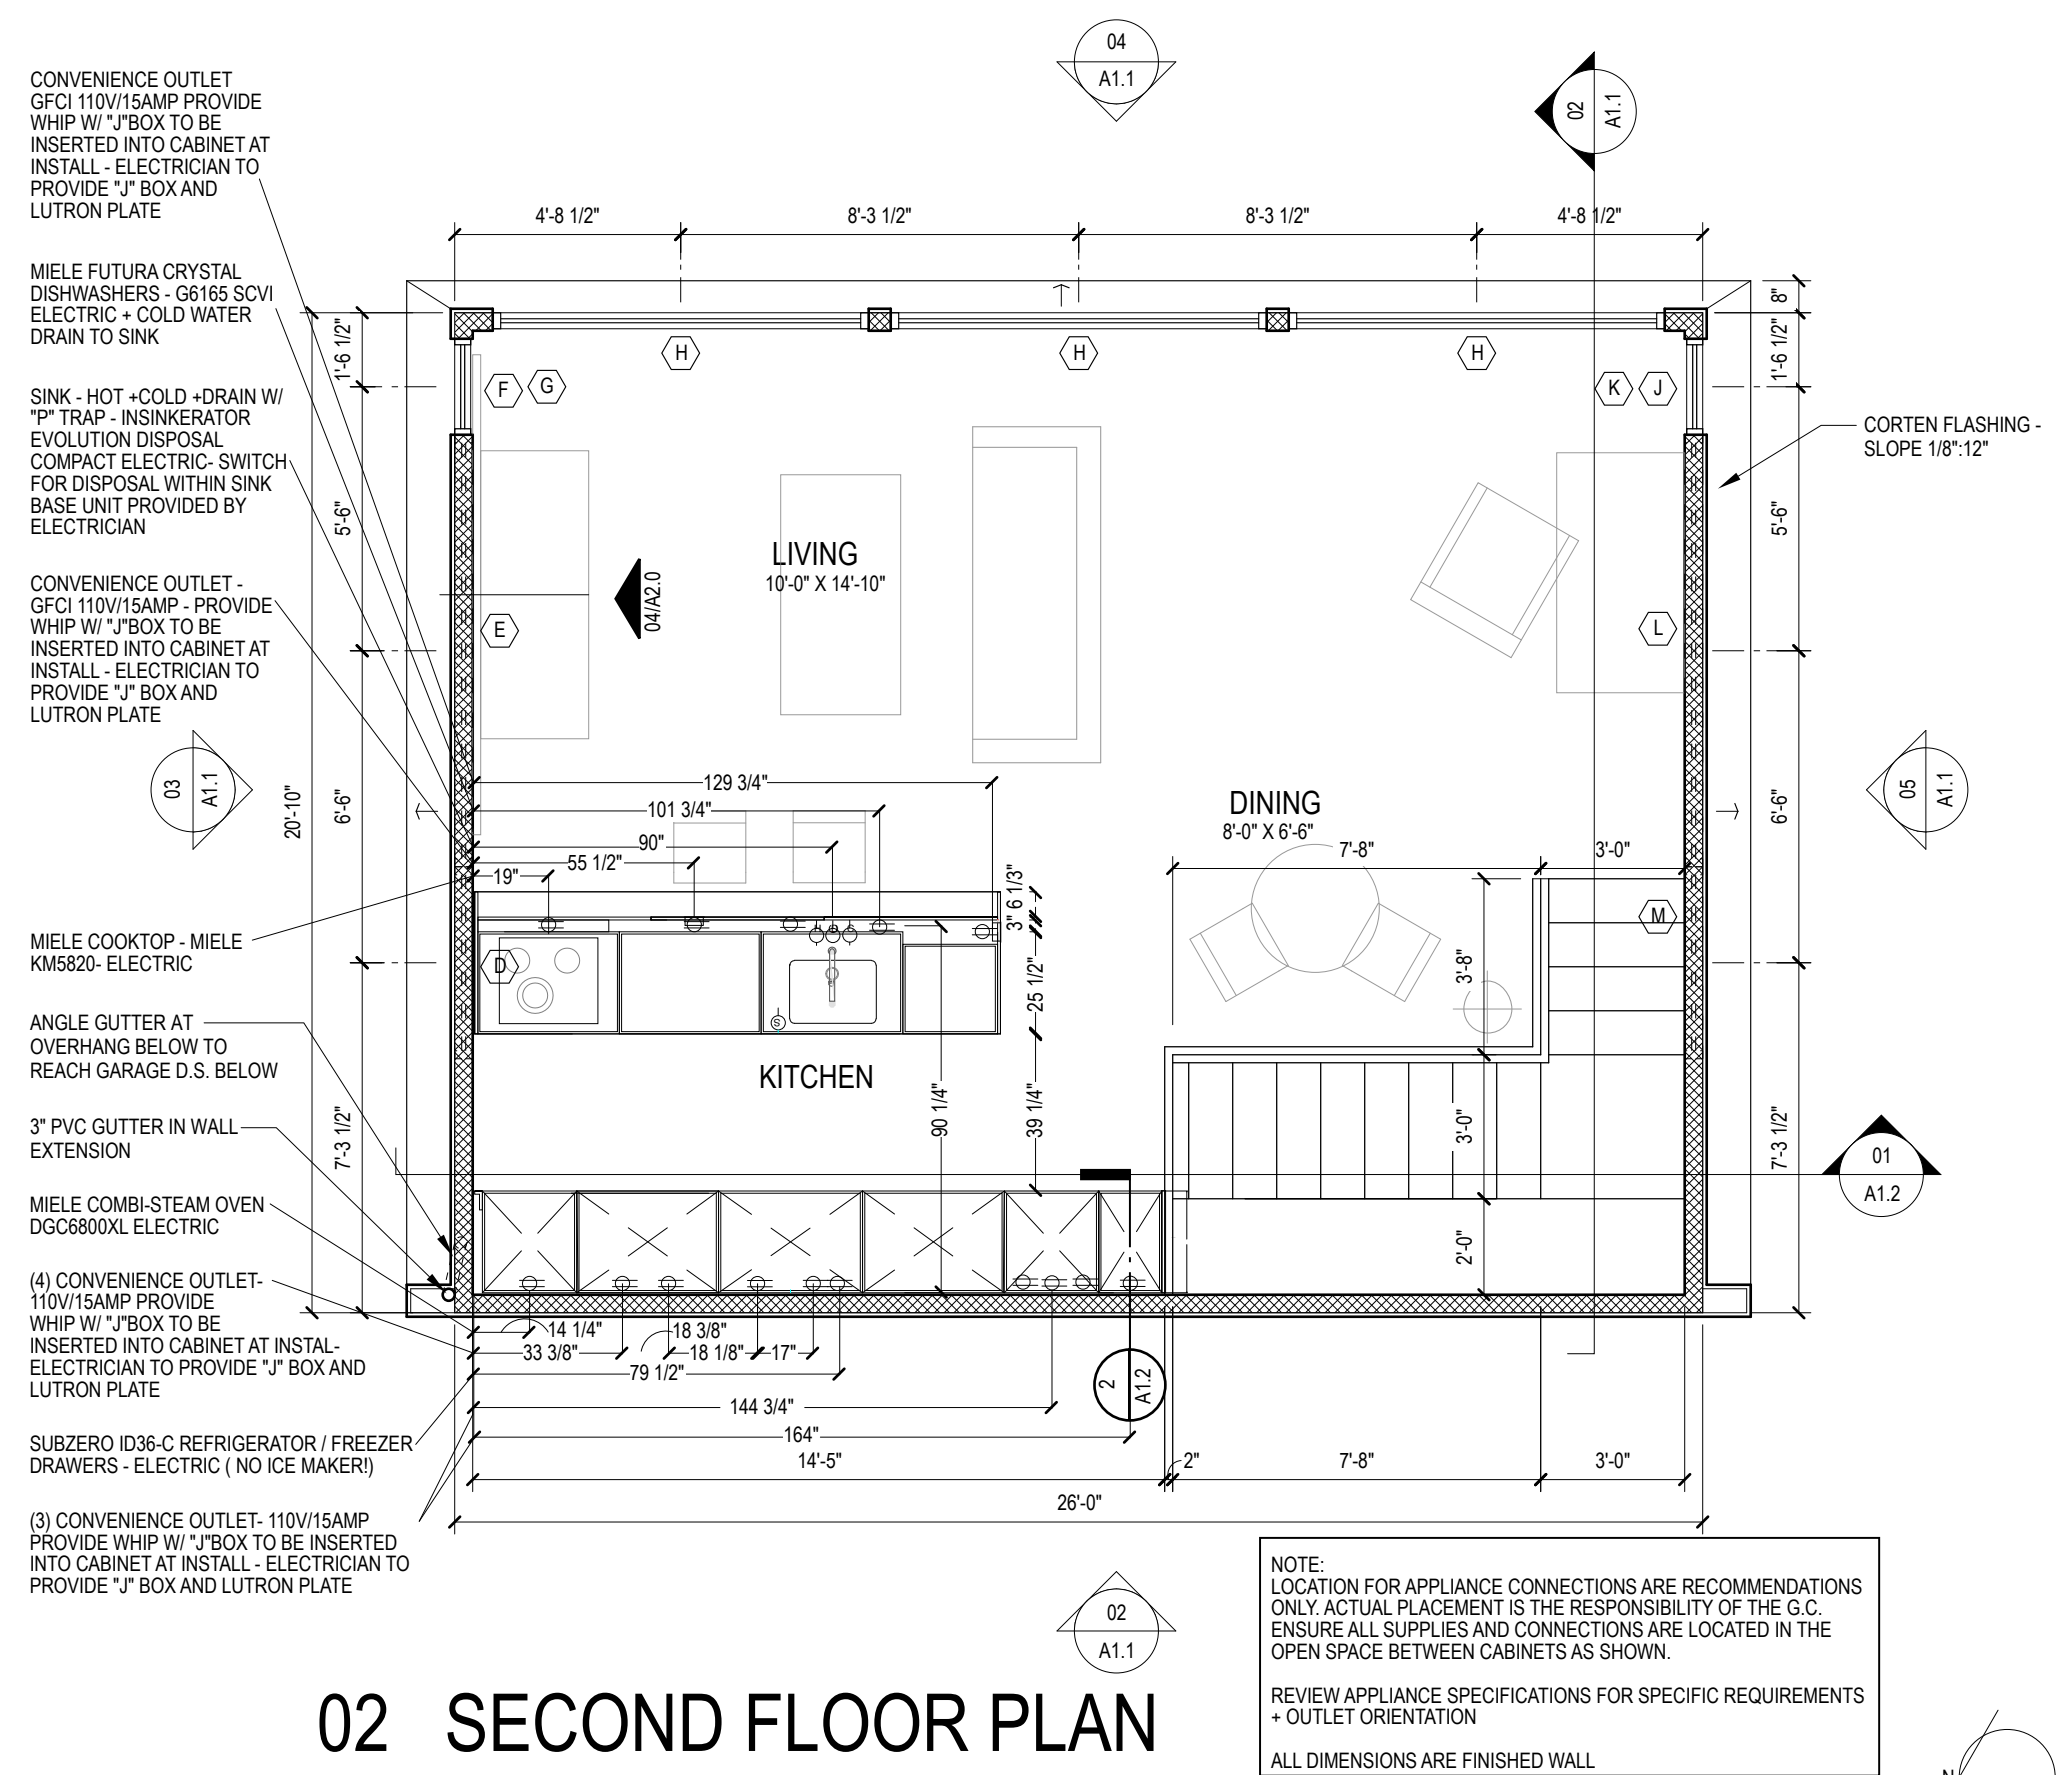 04
A1.1
02
A1.1
CONVENIENCE OUTLET
GFCI 110V/15AMP PROVIDE
WHIP W/ "J"BOX TO BE
INSERTED INTO CABINET AT
INSTALL - ELECTRICIAN TO
PROVIDE "J" BOX AND
LUTRON PLATE
MIELE FUTURA CRYSTAL
DISHWASHERS - G6165 SCVI
ELECTRIC + COLD WATER
DRAIN TO SINK
SINK - HOT +COLD +DRAIN W/
"P" TRAP - INSINKERATOR
EVOLUTION DISPOSAL
COMPACT ELECTRIC- SWITCH
FOR DISPOSAL WITHIN SINK
BASE UNIT PROVIDED BY
ELECTRICIAN
CONVENIENCE OUTLET -
GFCI 110V/15AMP - PROVIDE
WHIP W/ "J"BOX TO BE
INSERTED INTO CABINET AT
INSTALL - ELECTRICIAN TO
PROVIDE "J" BOX AND
LUTRON PLATE
03
A1.1
MIELE COOKTOP - MIELE
KM5820- ELECTRIC
ANGLE GUTTER AT
OVERHANG BELOW TO
REACH GARAGE D.S. BELOW
3" PVC GUTTER IN WALL
EXTENSION
MIELE COMBI-STEAM OVEN
DGC6800XL ELECTRIC
(4) CONVENIENCE OUTLET-
110V/15AMP PROVIDE
WHIP W/ "J"BOX TO BE
INSERTED INTO CABINET AT INSTAL-
ELECTRICIAN TO PROVIDE "J" BOX AND
LUTRON PLATE
SUBZERO ID36-C REFRIGERATOR / FREEZER
DRAWERS - ELECTRIC ( NO ICE MAKER!)
(3) CONVENIENCE OUTLET- 110V/15AMP
PROVIDE WHIP W/ "J"BOX TO BE INSERTED
INTO CABINET AT INSTALL - ELECTRICIAN TO
PROVIDE "J" BOX AND LUTRON PLATE
4'-8 1/2" 8'-3 1/2" 8'-3 1/2" 4'-8 1/2"
20'-10"
1'-6 1/2"
5'-6"
6'-6"
7'-3 1/2"
H H H
F G
K J
E
L
M
D
S
LIVING
10'-0" X 14'-10"
04/A2.0
DINING
8'-0" X 6'-6"
7'-8" 3'-0"
129 3/4"
101 3/4"
90"
55 1/2"
19"
6 1/3"
3"
25 1/2"
39 1/4"
90 1/4"
KITCHEN
3'-8"
3'-0"
2'-0"
8"
1'-6 1/2"
5'-6"
6'-6"
7'-3 1/2"
CORTEN FLASHING -
SLOPE 1/8":12"
05
A1.1
01
A1.2
14 1/4" 18 3/8"
33 3/8" 18 1/8" 17"
79 1/2"
144 3/4"
164"
14'-5" 2" 7'-8" 3'-0"
26'-0"
2
A1.2
02
A1.1
NOTE:
LOCATION FOR APPLIANCE CONNECTIONS ARE RECOMMENDATIONS
ONLY. ACTUAL PLACEMENT IS THE RESPONSIBILITY OF THE G.C.
ENSURE ALL SUPPLIES AND CONNECTIONS ARE LOCATED IN THE
OPEN SPACE BETWEEN CABINETS AS SHOWN.
REVIEW APPLIANCE SPECIFICATIONS FOR SPECIFIC REQUIREMENTS
+ OUTLET ORIENTATION
ALL DIMENSIONS ARE FINISHED WALL
02 SECOND FLOOR PLAN